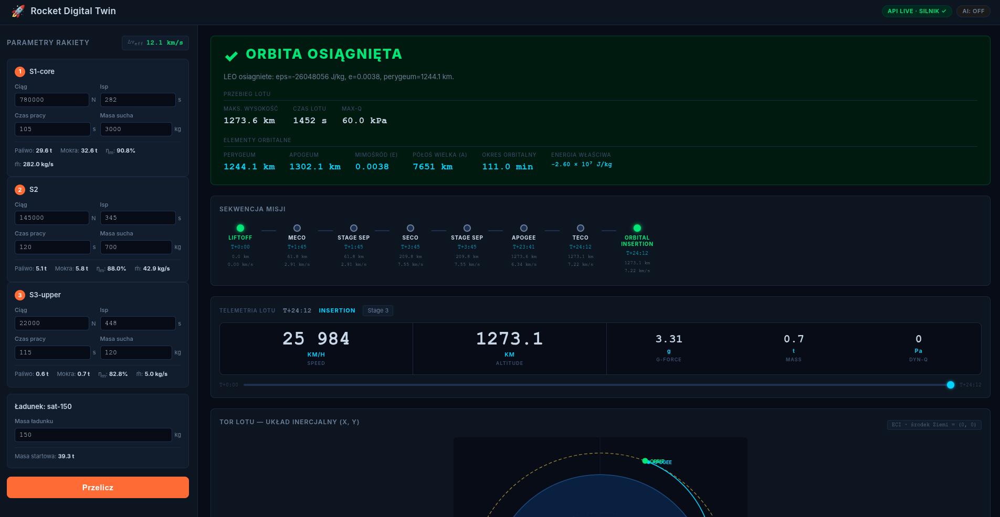 🚀 Rocket Digital Twin
API LIVE · SILNIK ✓ AI: OFF
PARAMETRY RAKIETY Δv_eff 12.1 km/s
1 S1-core
Ciąg Isp
780000 N 282 s
Czas pracy Masa sucha
105 s 3000 kg
Paliwo: 29.6 t Mokra: 32.6 t η_m: 90.8%
ṁ: 282.0 kg/s
2 S2
Ciąg Isp
145000 N 345 s
Czas pracy Masa sucha
120 s 700 kg
Paliwo: 5.1 t Mokra: 5.8 t η_m: 88.0% ṁ: 42.9 kg/s
3 S3-upper
Ciąg Isp
22000 N 448 s
Czas pracy Masa sucha
115 s 120 kg
Paliwo: 0.6 t Mokra: 0.7 t η_m: 82.8% ṁ: 5.0 kg/s
Ładunek: sat-150
Masa ładunku
150 kg
Masa startowa: 39.3 t
Przelicz
✓ ORBITA OSIĄGNIĘTA
LEO osiagniete: eps=-26048056 J/kg, e=0.0038, perygeum=1244.1 km.
PRZEBIEG LOTU
MAKS. WYSOKOŚĆ CZAS LOTU MAX-Q
1273.6 km 1452 s 60.0 kPa
ELEMENTY ORBITALNE
PERYGEUM APOGEUM MIMOŚRÓD (E) PÓŁOŚ WIELKA (A) OKRES ORBITALNY ENERGIA WŁAŚCIWA
1244.1 km 1302.1 km 0.0038 7651 km 111.0 min -2.60 × 10⁷ J/kg
SEKWENCJA MISJI
LIFTOFF MECO STAGE SEP SECO STAGE SEP APOGEE TECO ORBITAL INSERTION
T+0:00 T+1:45 T+1:45 T+3:45 T+3:45 T+23:41 T+24:12 T+24:12
0.0 km 61.8 km 61.8 km 209.8 km 209.8 km 1273.6 km 1273.1 km 1273.1 km
0.00 km/s 2.91 km/s 2.91 km/s 7.55 km/s 7.55 km/s 6.34 km/s 7.22 km/s 7.22 km/s
TELEMETRIA LOTU T+24:12 INSERTION Stage 3
25 984 1273.1 3.31 0.7 0
KM/H KM g t Pa
SPEED ALTITUDE G-FORCE MASS DYN-Q
T+0:00 T+24:12
TOR LOTU — UKŁAD INERCJALNY (X, Y)
ECI · środek Ziemi = (0, 0)
ORBIT
APOGEE